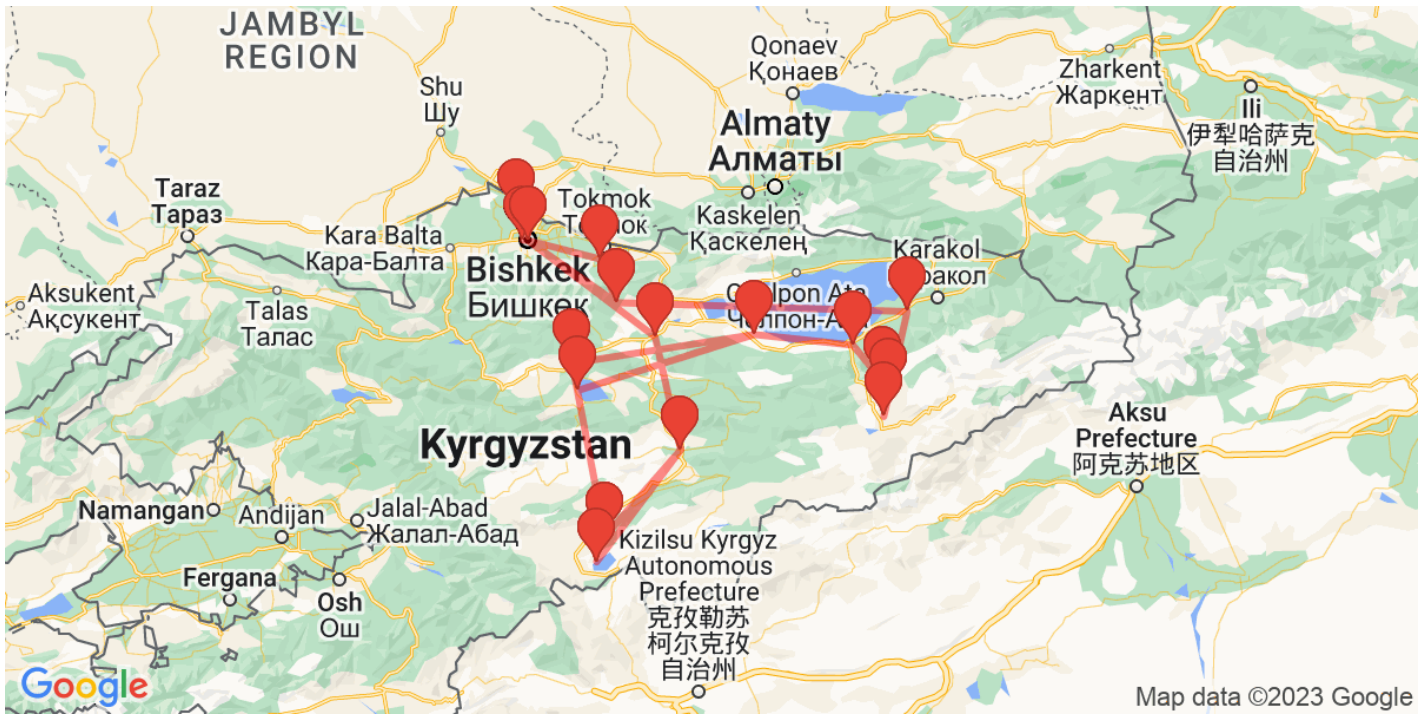 JAMBYL
REGION
Qonaev
Қонаев
Zharkent
Жаркент
Shu
Шу
Ili
伊犁哈萨克
自治州
Almaty
Алматы
Taraz
Тараз
Tokmok
Kaskelen
Қаскелең
Kara Balta
Кара-Балта
Karakol
Bishkek
Бишкек
Aksukent
Ақсукент
Talas
Талас
Ata
Чолпон-Ата
Aksu
Prefecture
阿克苏地区
Kyrgyzstan
Namangan
Andijan
Jalal-Abad
Жалал-Абад
Kizilsu Kyrgyz
Autonomous
Prefecture
克孜勒苏
柯尔克孜
自治州
Fergana
Osh
Ош
Google
Map data ©2023 Google